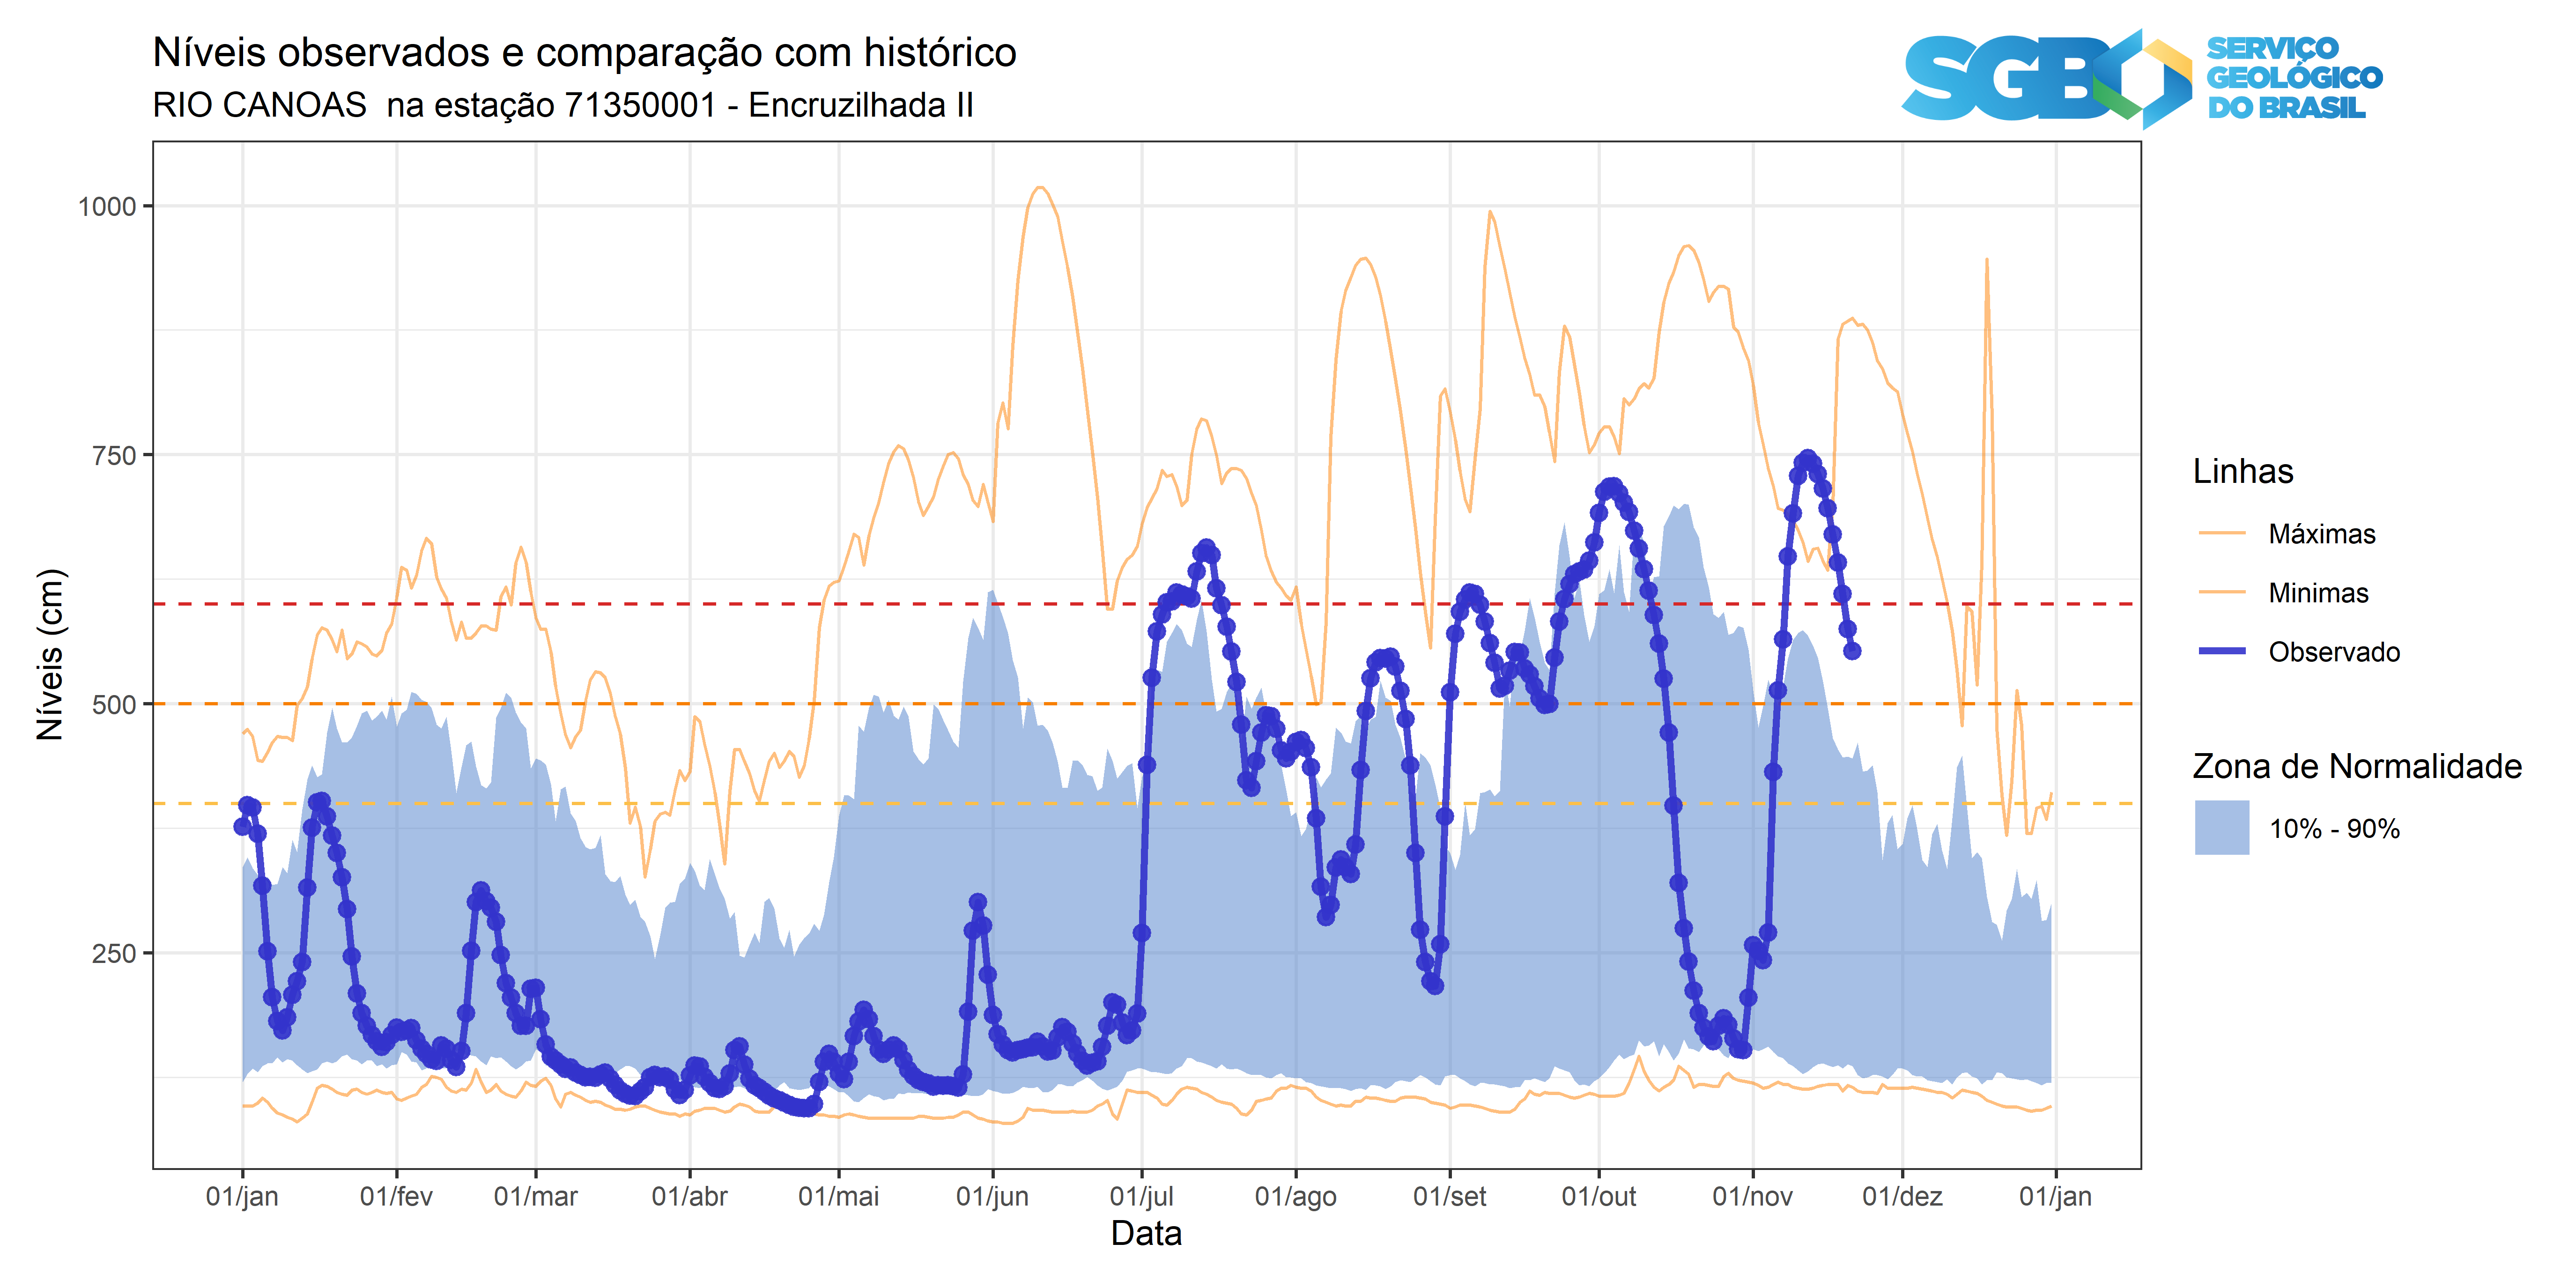 Níveis observados e comparação com histórico
RIO CANOAS  na estação 71350001 - Encruzilhada II
SGB
SERVIÇO
GEOLÓGICO
DO BRASIL
Níveis (cm)
1000
750
500
250
01/jan
01/fev
01/mar
01/abr
01/mai
01/jun
01/jul
01/ago
01/set
01/out
01/nov
01/dez
01/jan
Data
Linhas
Máximas
Minimas
Observado
Zona de Normalidade
10% - 90%